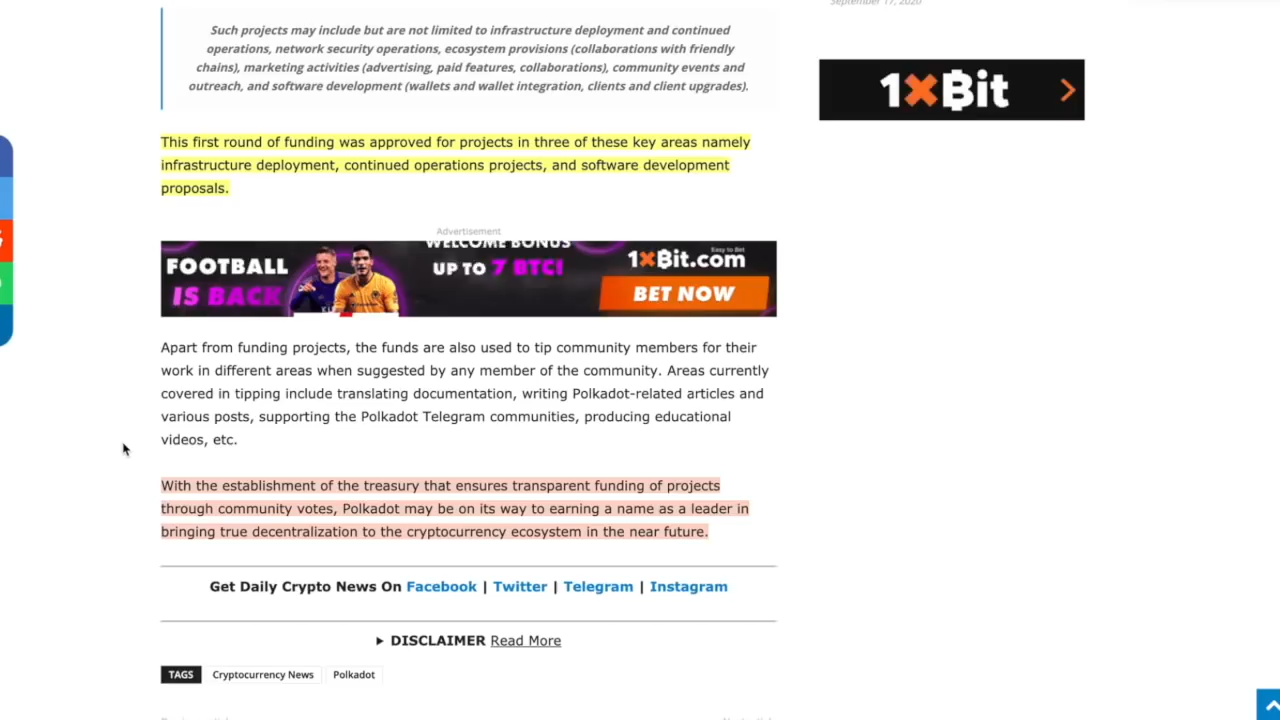 September 17, 2020
Such projects may include but are not limited to infrastructure deployment and continued
operations, network security operations, ecosystem provisions (collaborations with friendly
chains), marketing activities (advertising, paid features, collaborations), community events and
outreach, and software development (wallets and wallet integration, clients and client upgrades).
1xBit
This first round of funding was approved for projects in three of these key areas namely
infrastructure deployment, continued operations projects, and software development
proposals.
Advertisement
FOOTBALL
IS BACK
WELCOME BONUS
UP TO 7 BTC!
Easy to Bet
1xBit.com
BET NOW
Apart from funding projects, the funds are also used to tip community members for their
work in different areas when suggested by any member of the community. Areas currently
covered in tipping include translating documentation, writing Polkadot-related articles and
various posts, supporting the Polkadot Telegram communities, producing educational
videos, etc.
With the establishment of the treasury that ensures transparent funding of projects
through community votes, Polkadot may be on its way to earning a name as a leader in
bringing true decentralization to the cryptocurrency ecosystem in the near future.
Get Daily Crypto News On Facebook | Twitter | Telegram | Instagram
DISCLAIMER Read More
TAGS Cryptocurrency News Polkadot